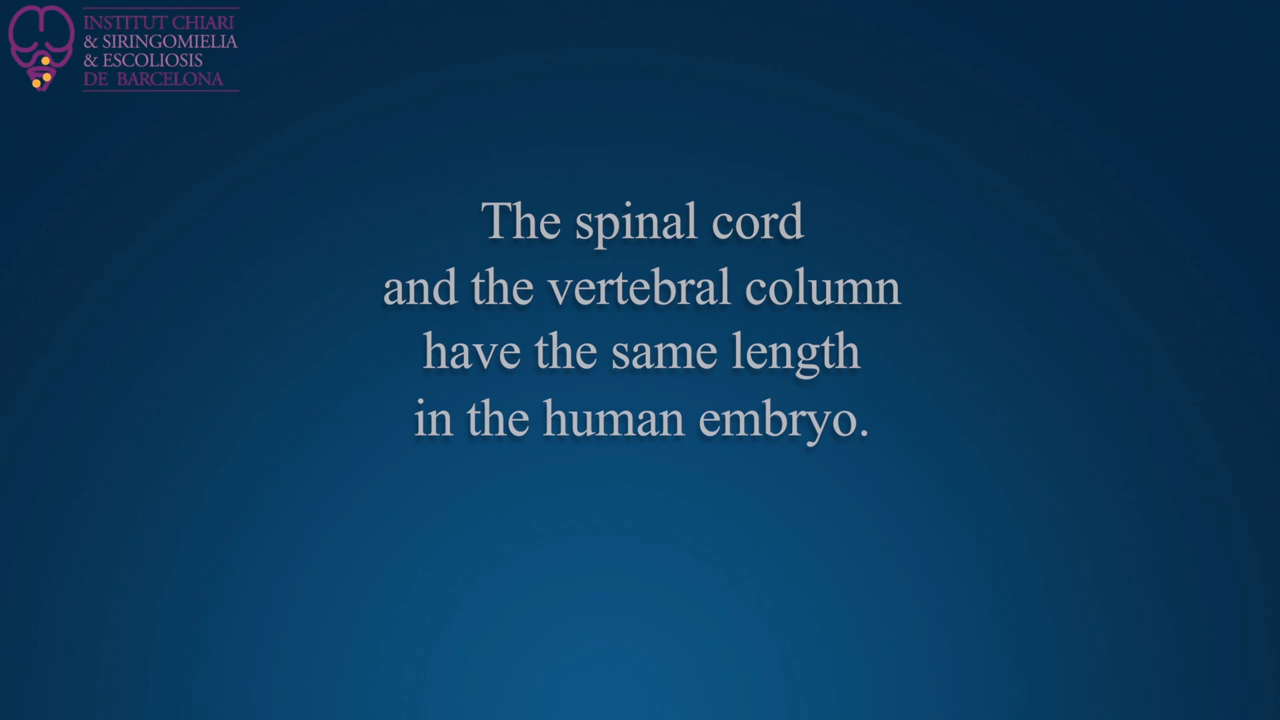 INSTITUT CHIARI
& SIRINGOMIELIA
& ESCOLIOSIS
DE BARCELONA
The spinal cord
and the vertebral column
have the same length
in the human embryo.